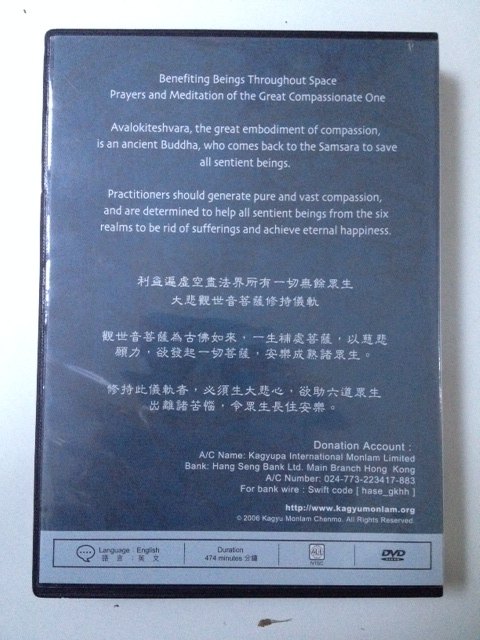 Benefiting Beings Throughout Space
Prayers and Meditation of the Great Compassionate One
Avalokiteshvara, the great embodiment of compassion,
is an ancient Buddha, who comes back to the Samsara to save
all sentient beings.
Practitioners should generate pure and vast compassion,
and are determined to help all sentient beings from the six
realms to be rid of sufferings and achieve eternal happiness.
利益遍虛空盡法界所有一切無餘眾生
大悲觀世音菩薩修持儀軌
觀世音菩薩為古佛如來，一生補處菩薩，以慈悲
願力，欲發起一切菩薩，安樂成熟諸眾生。
修持此儀軌者，必須生大悲心，欲助六道眾生
出離諸苦惱，令眾生長住安樂。
Donation Account :
A/C Name: Kagyupa International Monlam Limited
Bank: Hang Seng Bank Ltd. Main Branch Hong Kong
A/C Number: 024-773-223417-883
For bank wire : Swift code [ hase_gkhh ]
http://www.kagyumonlam.org
© 2006 Kagyu Monlam Chenmo. All Rights Reserved.
Language : English
語 言 : 英 文
Duration
474 minutes 分鐘
ALL
NTSC
DVD
VIDEO